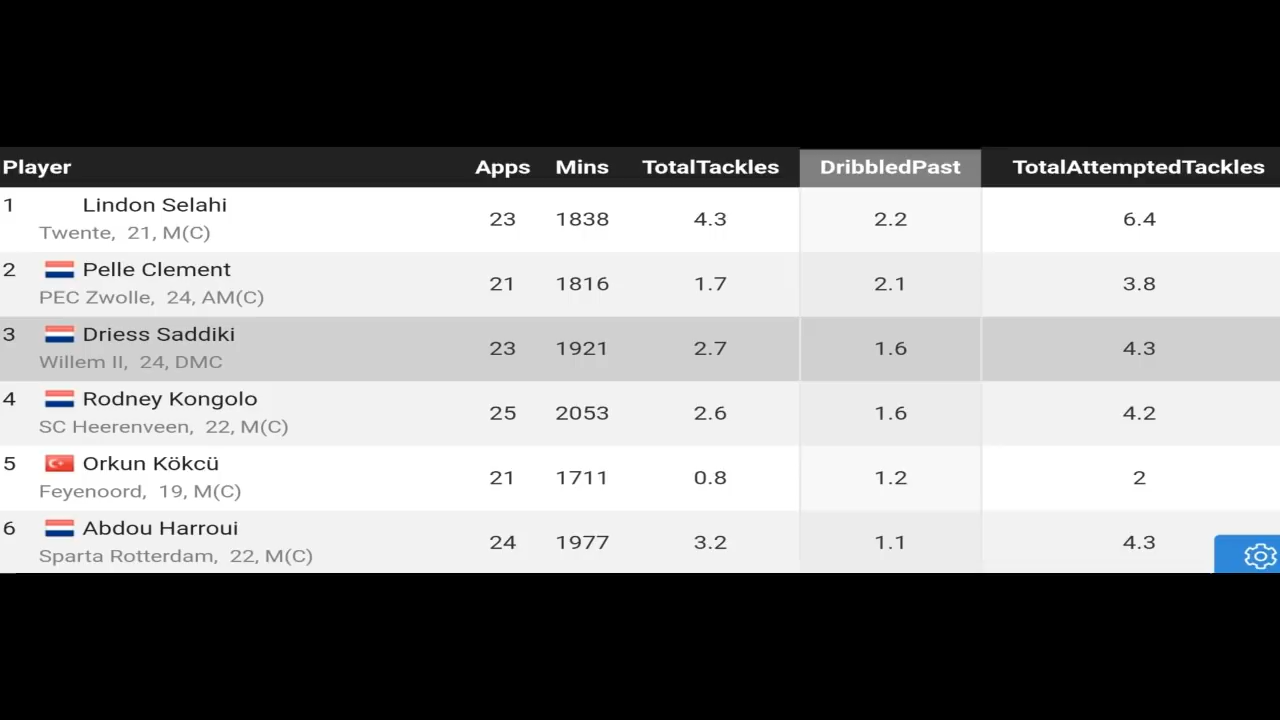 Player Apps Mins TotalTackles DribbledPast TotalAttemptedTackles
1 Lindon Selahi 23 1838 4.3 2.2 6.4
Twente, 21, M(C)
2 Pelle Clement 21 1816 1.7 2.1 3.8
PEC Zwolle, 24, AM(C)
3 Driess Saddiki 23 1921 2.7 1.6 4.3
Willem II, 24, DMC
4 Rodney Kongolo 25 2053 2.6 1.6 4.2
SC Heerenveen, 22, M(C)
5 Orkun Kökcü 21 1711 0.8 1.2 2
Feyenoord, 19, M(C)
6 Abdou Harroui 24 1977 3.2 1.1 4.3
Sparta Rotterdam, 22, M(C)